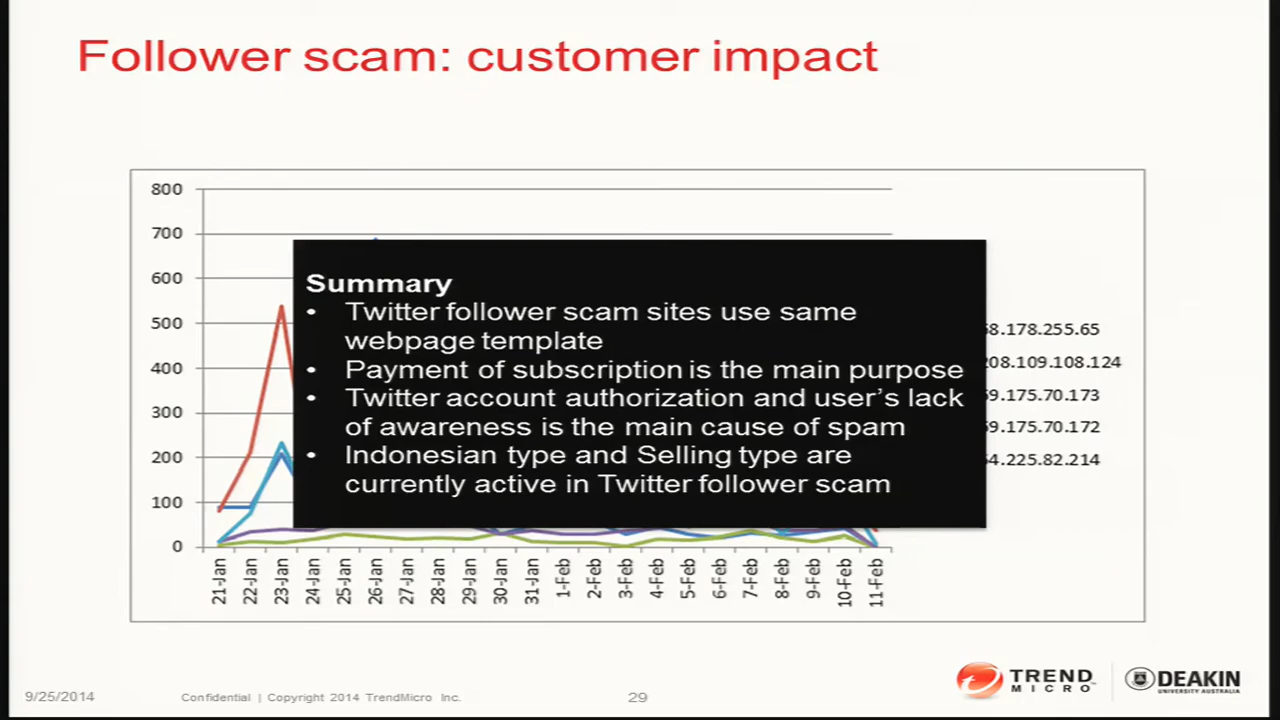 Follower scam: customer impact
800
700
600
500
400
300
200
100
0
Summary
• Twitter follower scam sites use same
webpage template
• Payment of subscription is the main purpose
• Twitter account authorization and user's lack
of awareness is the main cause of spam
• Indonesian type and Selling type are
currently active in Twitter follower scam
8.178.255.65
208.109.108.124
9.175.70.173
9.175.70.172
4.225.82.214
21-Jan
22-Jan
23-Jan
24-Jan
25-Jan
26-Jan
27-Jan
28-Jan
29-Jan
30-Jan
31-Jan
1-Feb
2-Feb
3-Feb
4-Feb
5-Feb
6-Feb
7-Feb
8-Feb
9-Feb
10-Feb
11-Feb
9/25/2014
Confidential | Copyright 2014 TrendMicro Inc.
29
TREND
MICRO
DEAKIN
UNIVERSITY AUSTRALIA